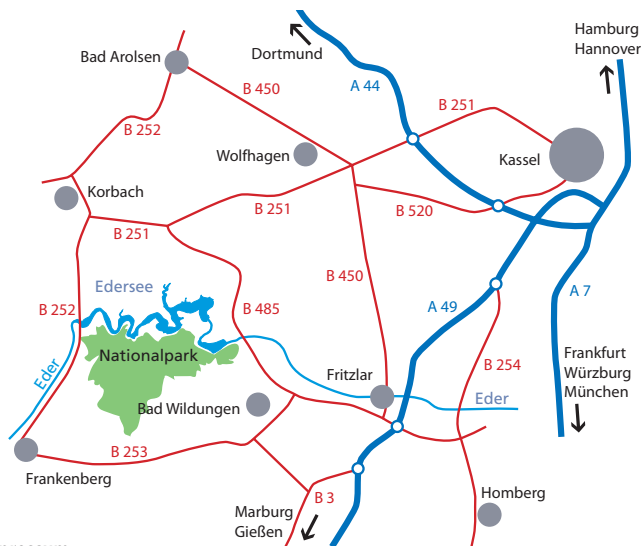 Hamburg
Hannover
Dortmund
Bad Arolsen
A 44
B 450
B 251
B 252
Wolfhagen
Kassel
Korbach
B 251
B 520
B 251
B 450
Edersee
A 7
B 252
B 485
A 49
Nationalpark
Frankfurt
Würzburg
München
B 254
Eder
Fritzlar
Eder
Bad Wildungen
B 253
Frankenberg
B 3
Homberg
Marburg
Gießen